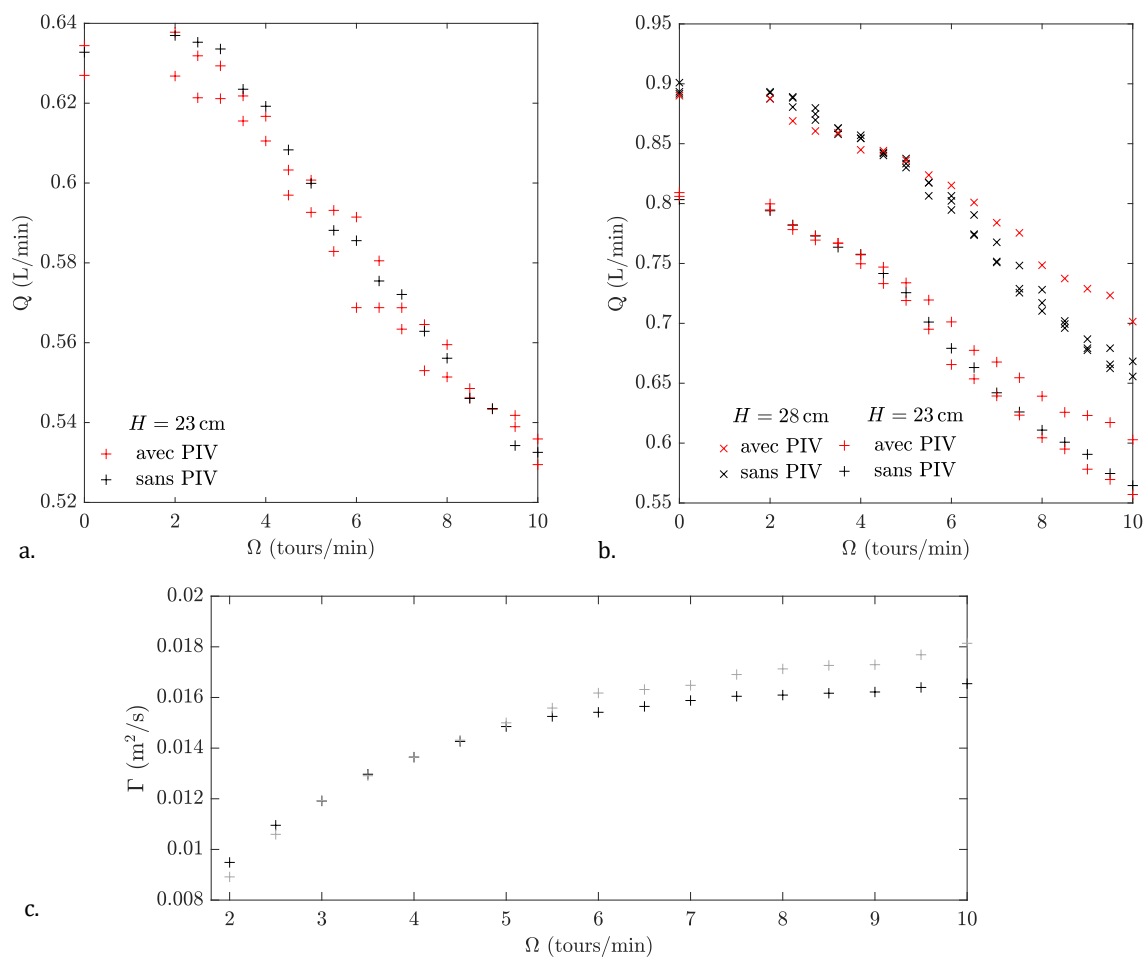 0.64
0.62
0.6
0.58
0.56
0.54
0.52
Q (L/min)
H = 23 cm
avec PIV
sans PIV
0 2 4 6 8 10
Ω (tours/min)
a.
0.95
0.9
0.85
0.8
0.75
0.7
0.65
0.6
0.55
Q (L/min)
H = 28 cm H = 23 cm
avec PIV avec PIV
sans PIV sans PIV
0 2 4 6 8 10
Ω (tours/min)
b.
0.02
0.018
0.016
0.014
0.012
0.01
0.008
Γ (m²/s)
2 3 4 5 6 7 8 9 10
Ω (tours/min)
c.